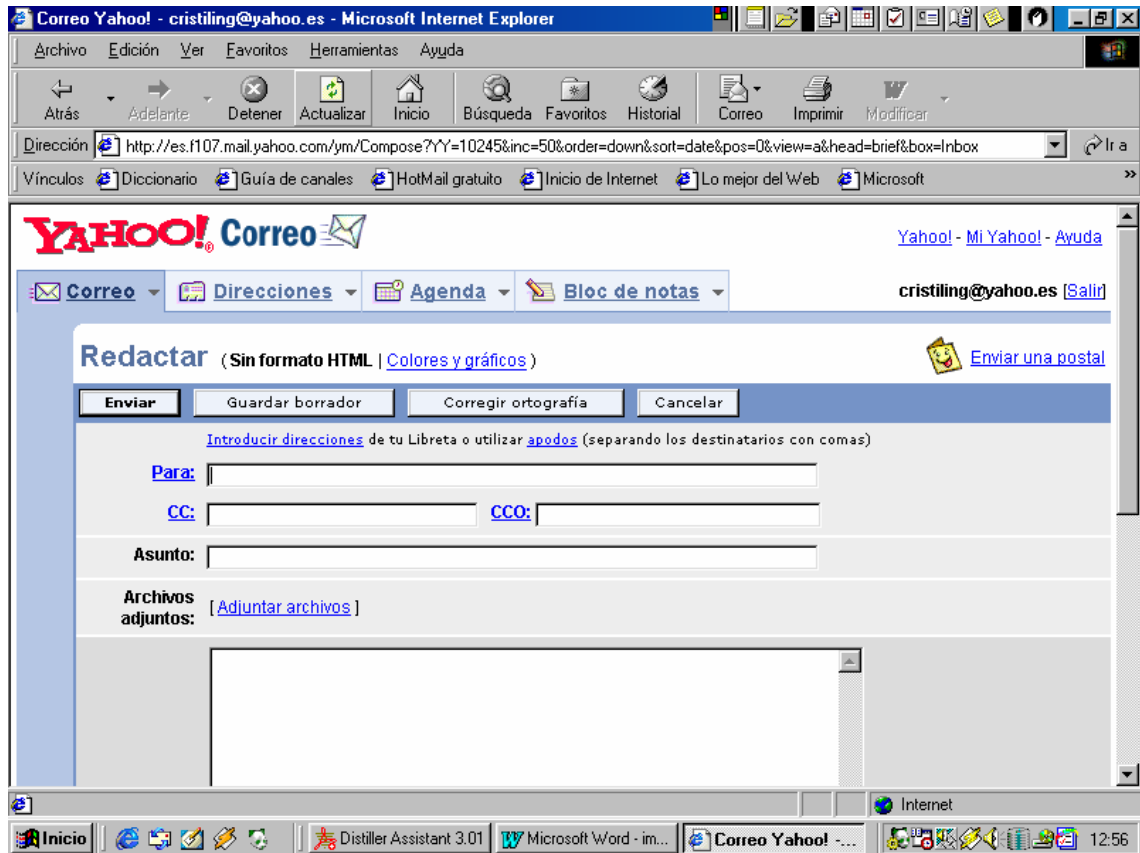 Correo Yahoo! - cristiling@yahoo.es - Microsoft Internet Explorer
Archivo Edición Ver Favoritos Herramientas Ayuda
Atrás Adelante Detener Actualizar Inicio Búsqueda Favoritos Historial Correo Imprimir Modificar
Dirección http://es.f107.mail.yahoo.com/ym/Compose?YY=10245&inc=50&order=down&sort=date&pos=0&view=a&head=brief&box=Inbox Ir a
Vínculos Diccionario Guía de canales HotMail gratuito Inicio de Internet Lo mejor del Web Microsoft »
YAHOO! Correo Yahoo! - Mi Yahoo! - Ayuda
Correo Direcciones Agenda Bloc de notas cristiling@yahoo.es [Salir]
Redactar ( Sin formato HTML | Colores y gráficos ) Enviar una postal
Enviar Guardar borrador Corregir ortografía Cancelar
Introducir direcciones de tu Libreta o utilizar apodos (separando los destinatarios con comas)
Para:
CC: CCO:
Asunto:
Archivos
adjuntos: [ Adjuntar archivos ]
Internet
Inicio Distiller Assistant 3.01 Microsoft Word - im... Correo Yahoo! -... 12:56